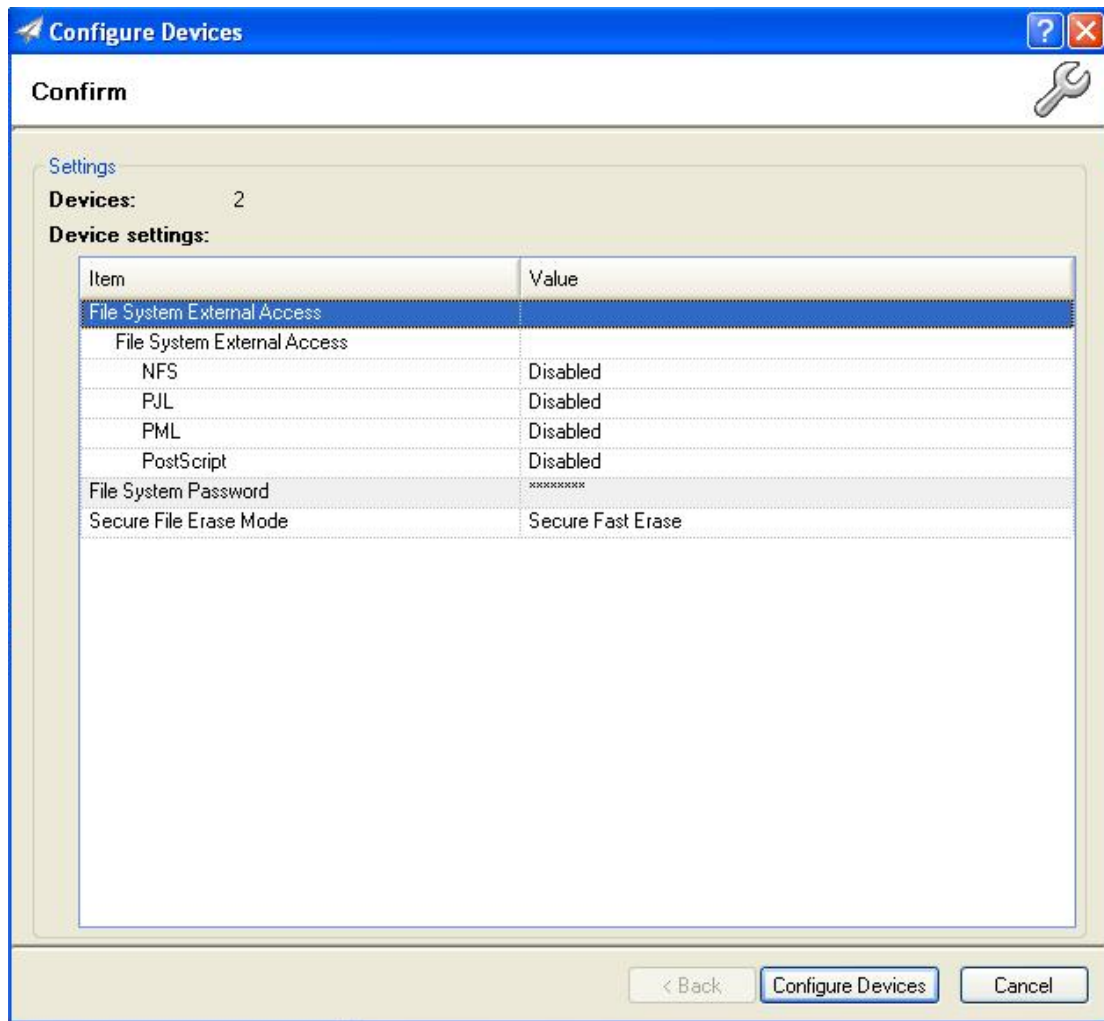 Configure Devices
Confirm
Settings
Devices: 2
Device settings:
Item Value
File System External Access
File System External Access
NFS Disabled
PJL Disabled
PML Disabled
PostScript Disabled
File System Password ********
Secure File Erase Mode Secure Fast Erase
< Back Configure Devices Cancel